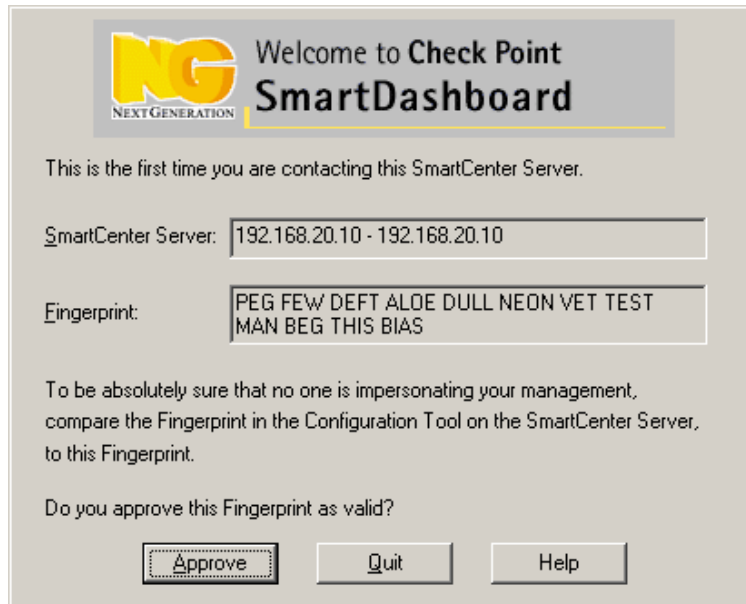 NG
NEXT GENERATION
Welcome to Check Point
SmartDashboard
This is the first time you are contacting this SmartCenter Server.
SmartCenter Server: 192.168.20.10 - 192.168.20.10
Fingerprint: PEG FEW DEFT ALOE DULL NEON VET TEST
MAN BEG THIS BIAS
To be absolutely sure that no one is impersonating your management,
compare the Fingerprint in the Configuration Tool on the SmartCenter Server,
to this Fingerprint.
Do you approve this Fingerprint as valid?
Approve Quit Help